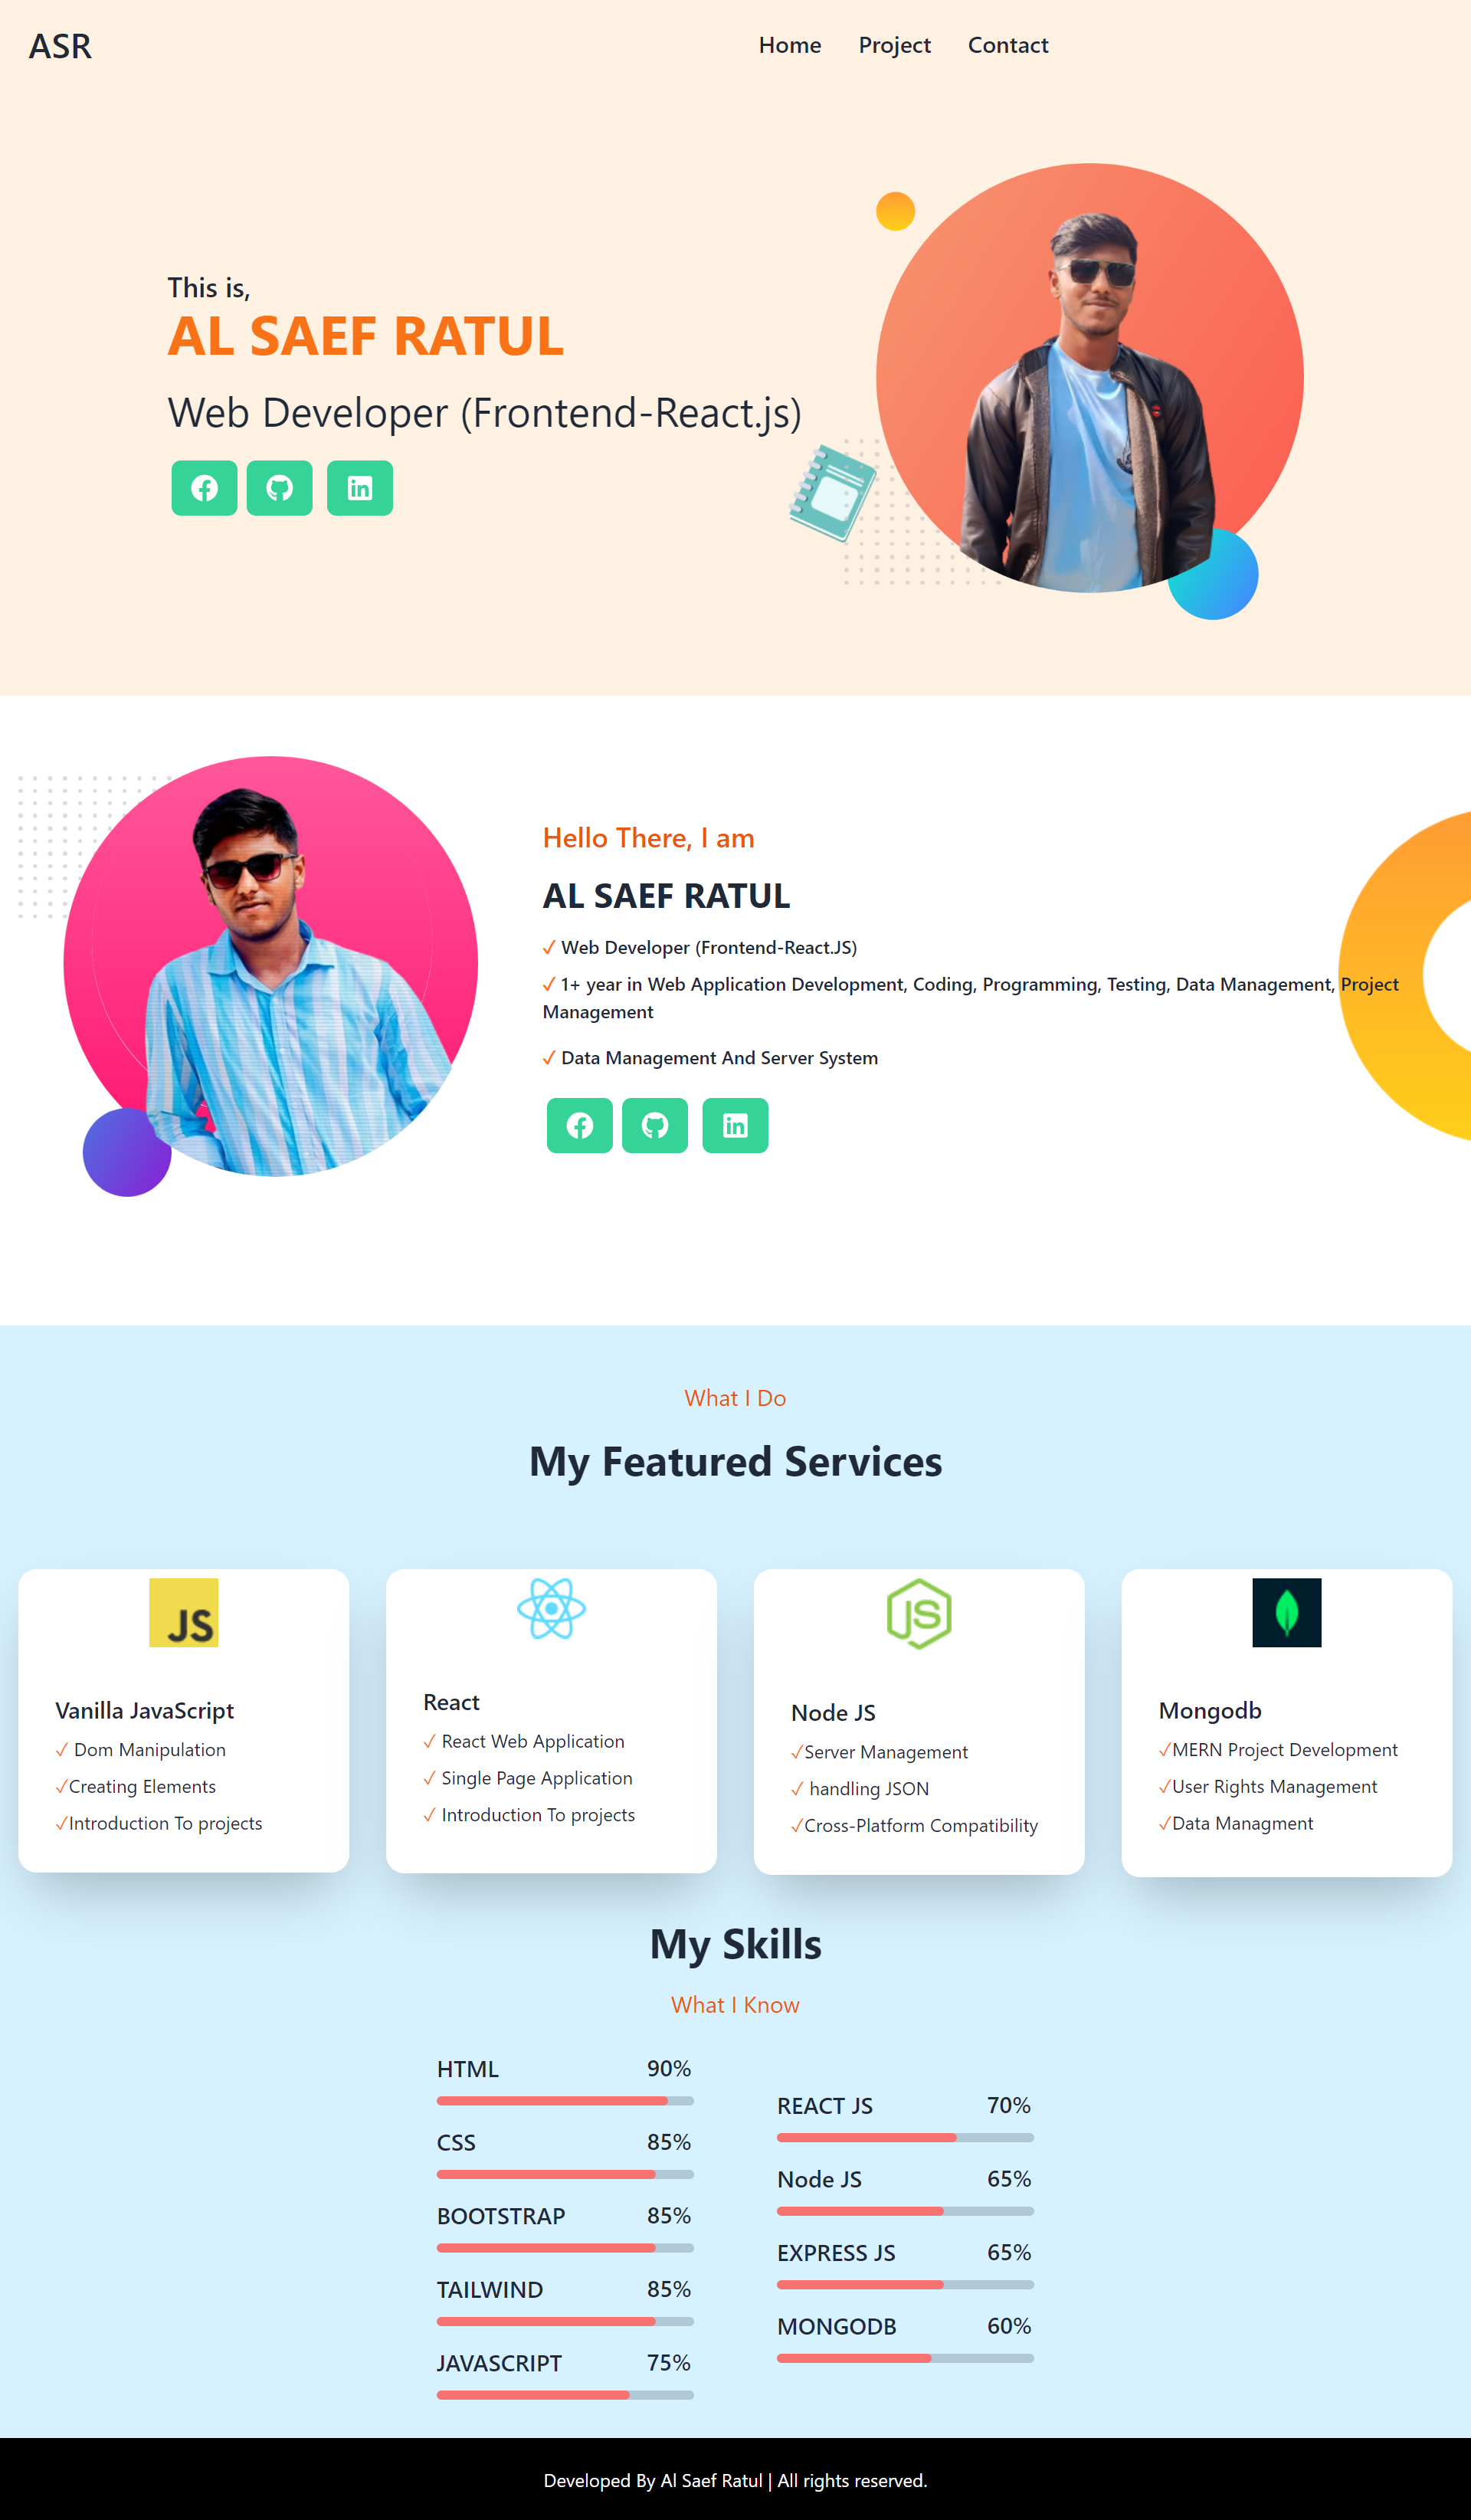 ASR
Home Project Contact
This is,
AL SAEF RATUL
Web Developer (Frontend-React.js)
Hello There, I am
AL SAEF RATUL
✓ Web Developer (Frontend-React.JS)
✓ 1+ year in Web Application Development, Coding, Programming, Testing, Data Management, Project
Management
✓ Data Management And Server System
What I Do
My Featured Services
JS
Vanilla JavaScript
✓ Dom Manipulation
✓Creating Elements
✓Introduction To projects
React
✓ React Web Application
✓ Single Page Application
✓ Introduction To projects
JS
Node JS
✓Server Management
✓ handling JSON
✓Cross-Platform Compatibility
Mongodb
✓MERN Project Development
✓User Rights Management
✓Data Managment
My Skills
What I Know
HTML 90%
CSS 85%
BOOTSTRAP 85%
TAILWIND 85%
JAVASCRIPT 75%
REACT JS 70%
Node JS 65%
EXPRESS JS 65%
MONGODB 60%
Developed By Al Saef Ratul | All rights reserved.